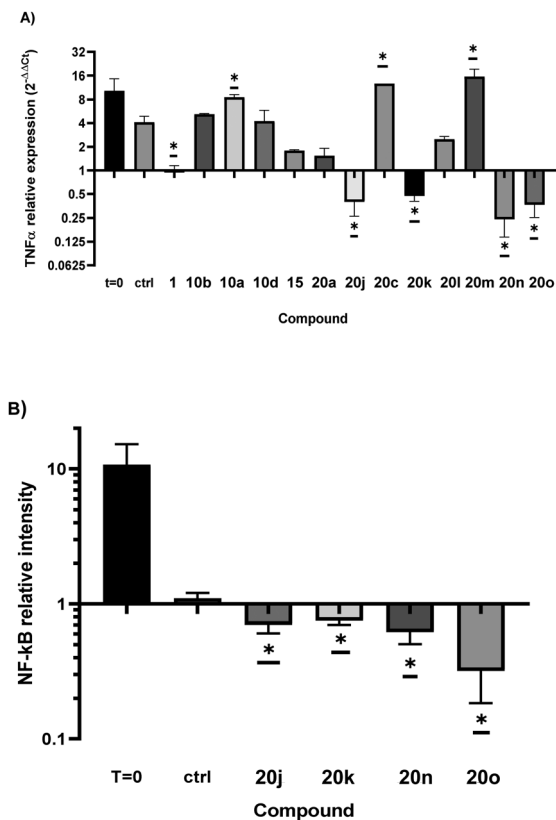 A)
TNFα relative expression (2-ΔΔCt)
32
16
8
4
2
1
0.5
0.25
0.125
0.0625
* * * * * * * *
t=0 ctrl 1 10b 10a 10d 15 20a 20j 20c 20k 20l 20m 20n 20o
Compound
B)
NF-kB relative intensity
10
1
0.1
* * * *
T=0 ctrl 20j 20k 20n 20o
Compound